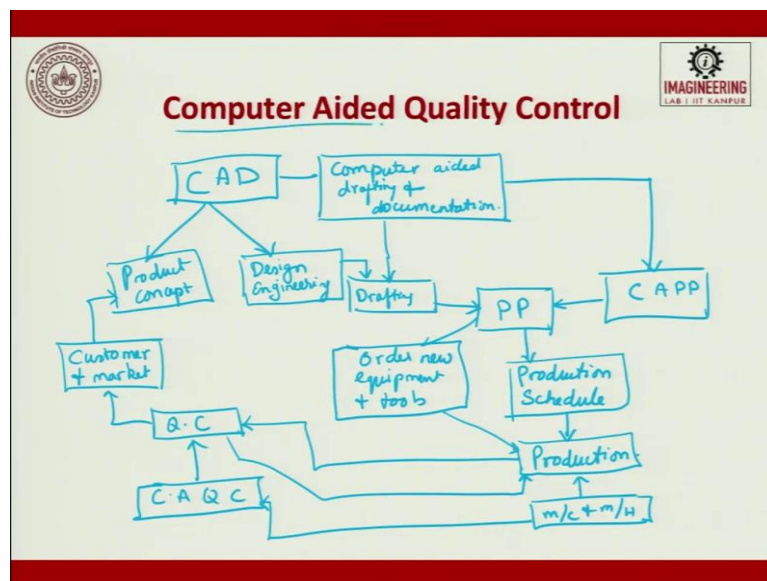 IMAGINEERING
LAB | IIT KANPUR
Computer Aided Quality Control
CAD
Computer aided
drafting &
documentation.
Product
concept
Design
Engineering
Drafting
PP
CAPP
Customer
+ market
Order new
equipment
+ tools
Production
Schedule
Q.C
Production
C.A.QC
m/c + m/H